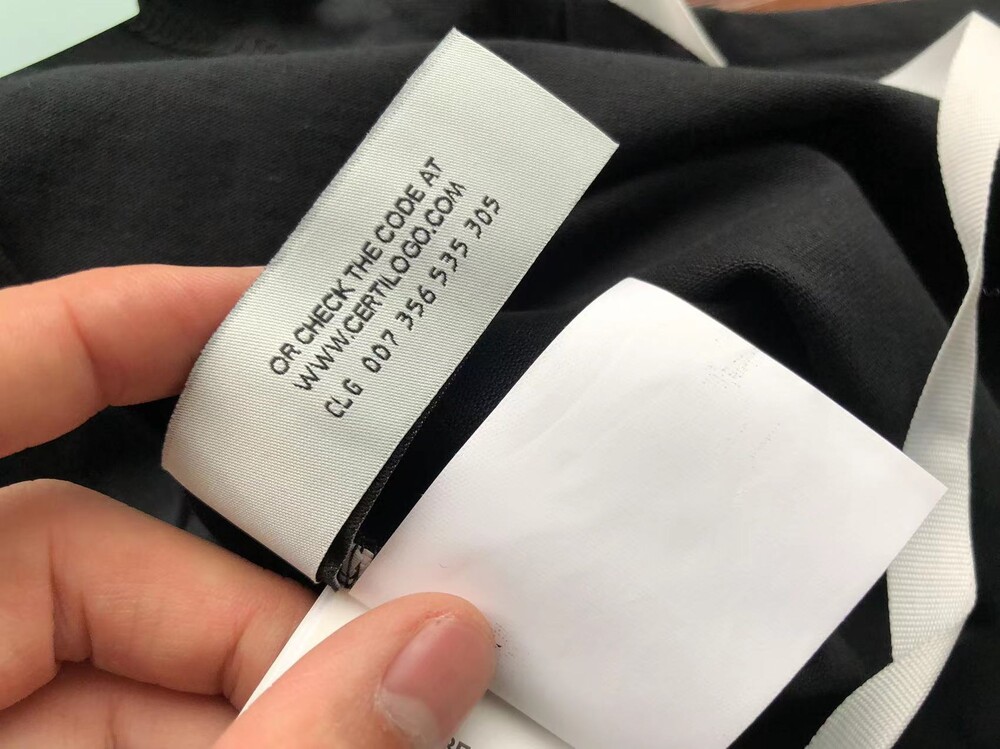 OR CHECK THE CODE AT
WWW.CERTILOGO.COM
CLG 007 356 535 305